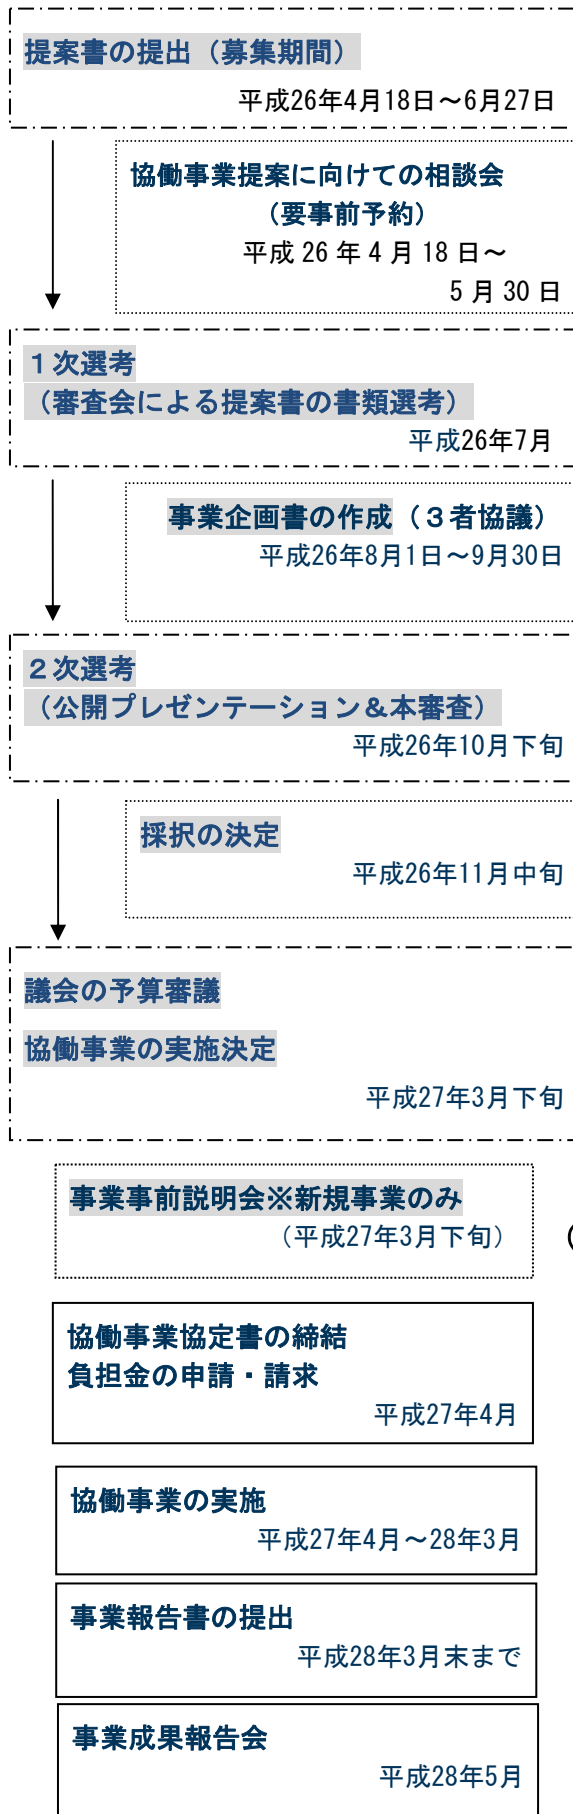 提案書の提出（募集期間）
平成26年4月18日～6月27日
協働事業提案に向けての相談会
（要事前予約）
平成 26 年 4 月 18 日～
5 月 30 日
１次選考
（審査会による提案書の書類選考）
平成26年7月
事業企画書の作成（３者協議）
平成26年8月1日～9月30日
２次選考
（公開プレゼンテーション＆本審査）
平成26年10月下旬
採択の決定
平成26年11月中旬
議会の予算審議
協働事業の実施決定
平成27年3月下旬
事業事前説明会※新規事業のみ
（平成27年3月下旬）
協働事業協定書の締結
負担金の申請・請求
平成27年4月
協働事業の実施
平成27年4月～28年3月
事業報告書の提出
平成28年3月末まで
事業成果報告会
平成28年5月